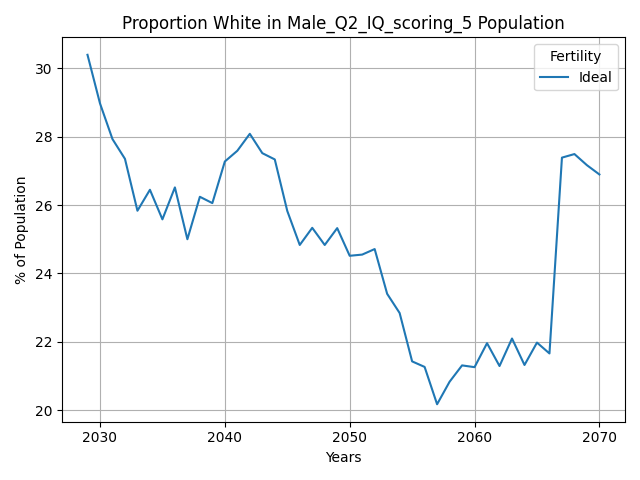 Proportion White in Male_Q2_IQ_scoring_5 Population
Fertility
Ideal
% of Population
30
28
26
24
22
20
2030 2040 2050 2060 2070
Years